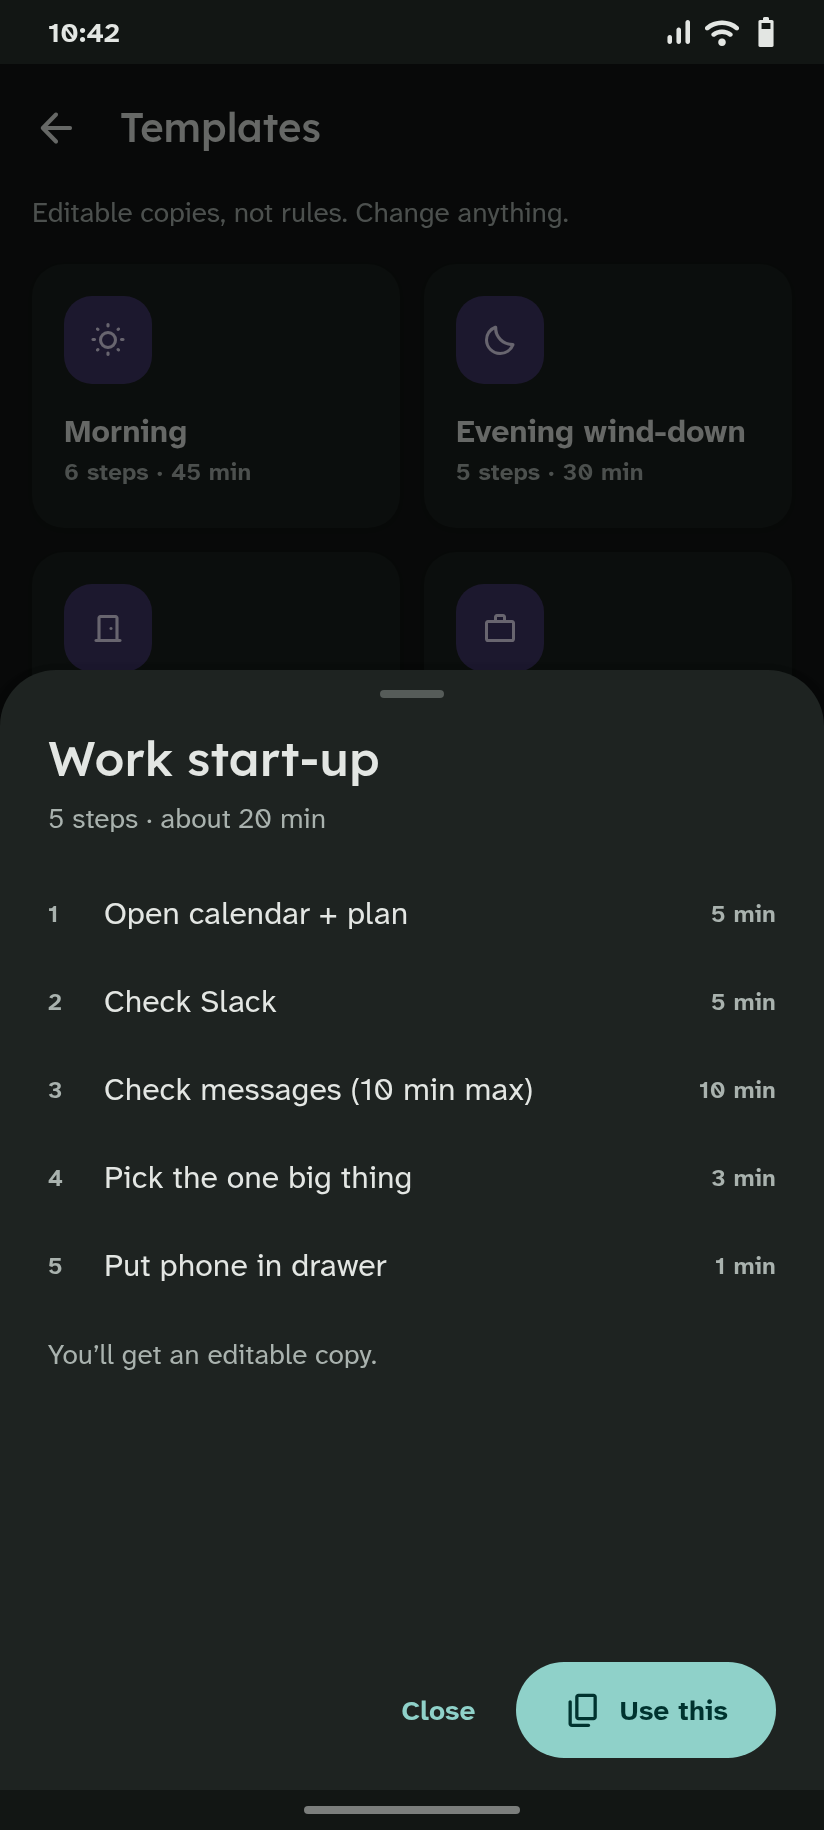 10:42
Templates
Editable copies, not rules. Change anything.
Morning
6 steps · 45 min
Evening wind-down
5 steps · 30 min
Work start-up
5 steps · about 20 min
1 Open calendar + plan 5 min
2 Check Slack 5 min
3 Check messages (10 min max) 10 min
4 Pick the one big thing 3 min
5 Put phone in drawer 1 min
You’ll get an editable copy.
Close
Use this